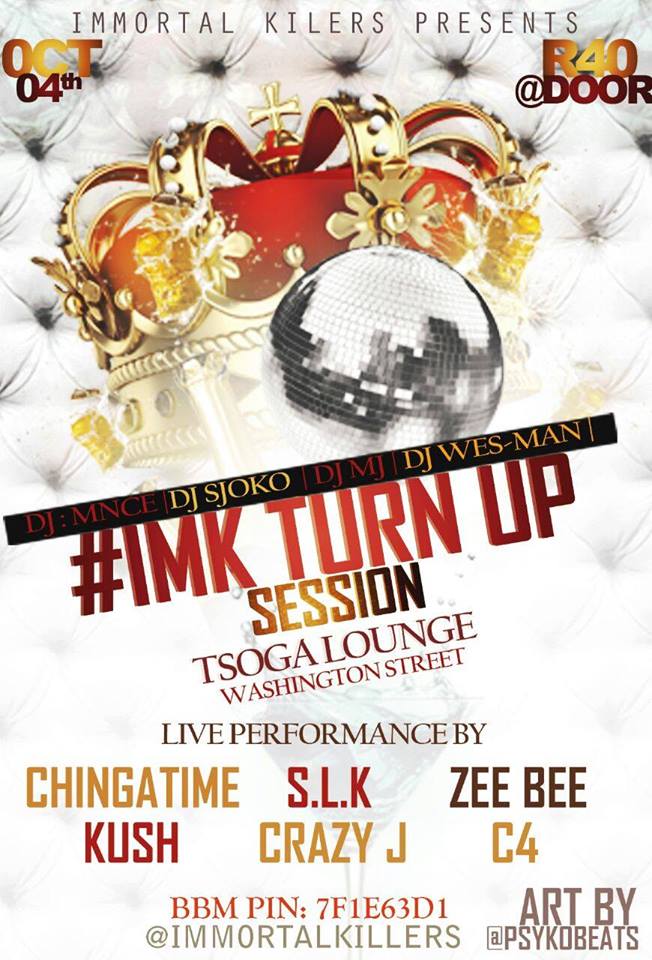 IMMORTAL KILERS PRESENTS
OCT
04th
R40
@DOOR
DJ : MNCE | DJ SJOKO | DJ MJ | DJ WES-MAN |
#IMK TURN UP
SESSION
TSOGA LOUNGE
WASHINGTON STREET
LIVE PERFORMANCE BY
CHINGATIME S.L.K ZEE BEE
KUSH CRAZY J C4
BBM PIN: 7F1E63D1
@IMMORTALKILLERS
ART BY
@PSYKOBEATS